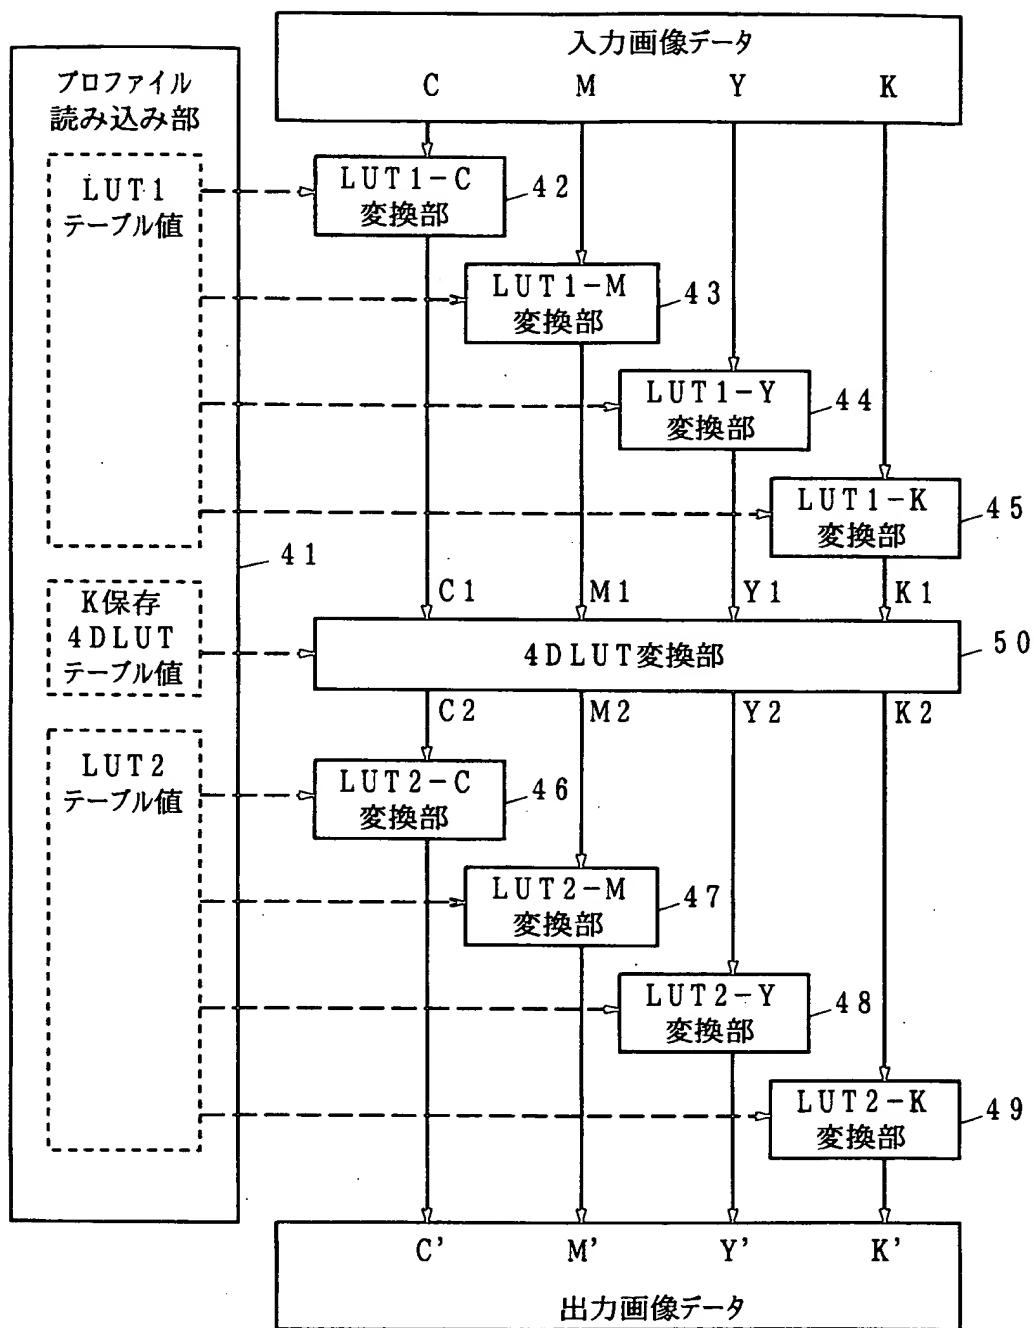 入力画像データ
C M Y K
プロファイル
読み込み部
LUT1
テーブル値
LUT1-C
変換部
42
LUT1-M
変換部
43
LUT1-Y
変換部
44
LUT1-K
変換部
45
41
C1 M1 Y1 K1
K保存
4DLUT
テーブル値
4DLUT変換部
50
C2 M2 Y2 K2
LUT2
テーブル値
LUT2-C
変換部
46
LUT2-M
変換部
47
LUT2-Y
変換部
48
LUT2-K
変換部
49
C' M' Y' K'
出力画像データ